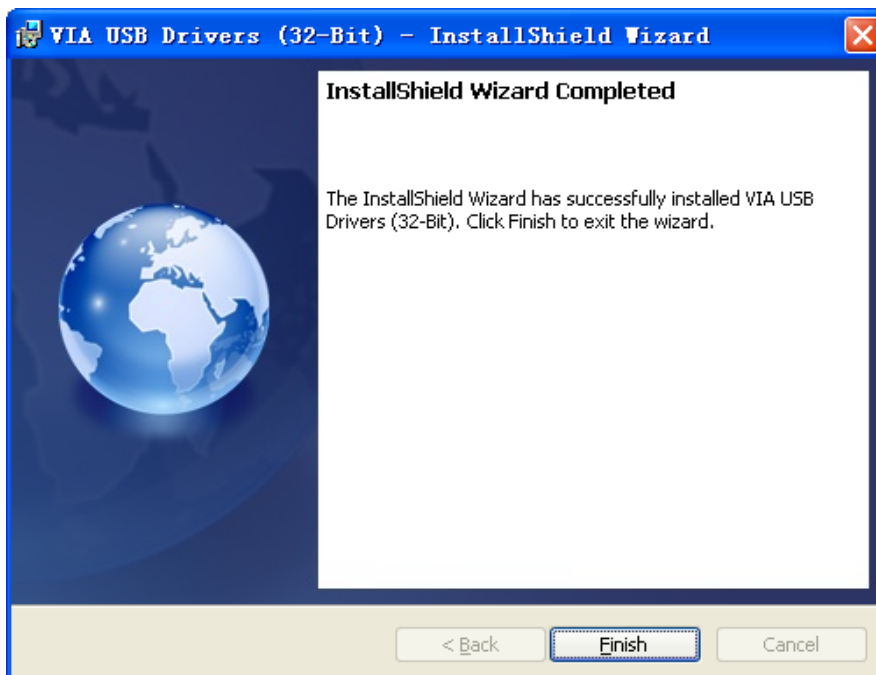 VIA USB Drivers (32-Bit) - InstallShield Wizard
InstallShield Wizard Completed
The InstallShield Wizard has successfully installed VIA USB
Drivers (32-Bit). Click Finish to exit the wizard.
< Back
Finish
Cancel